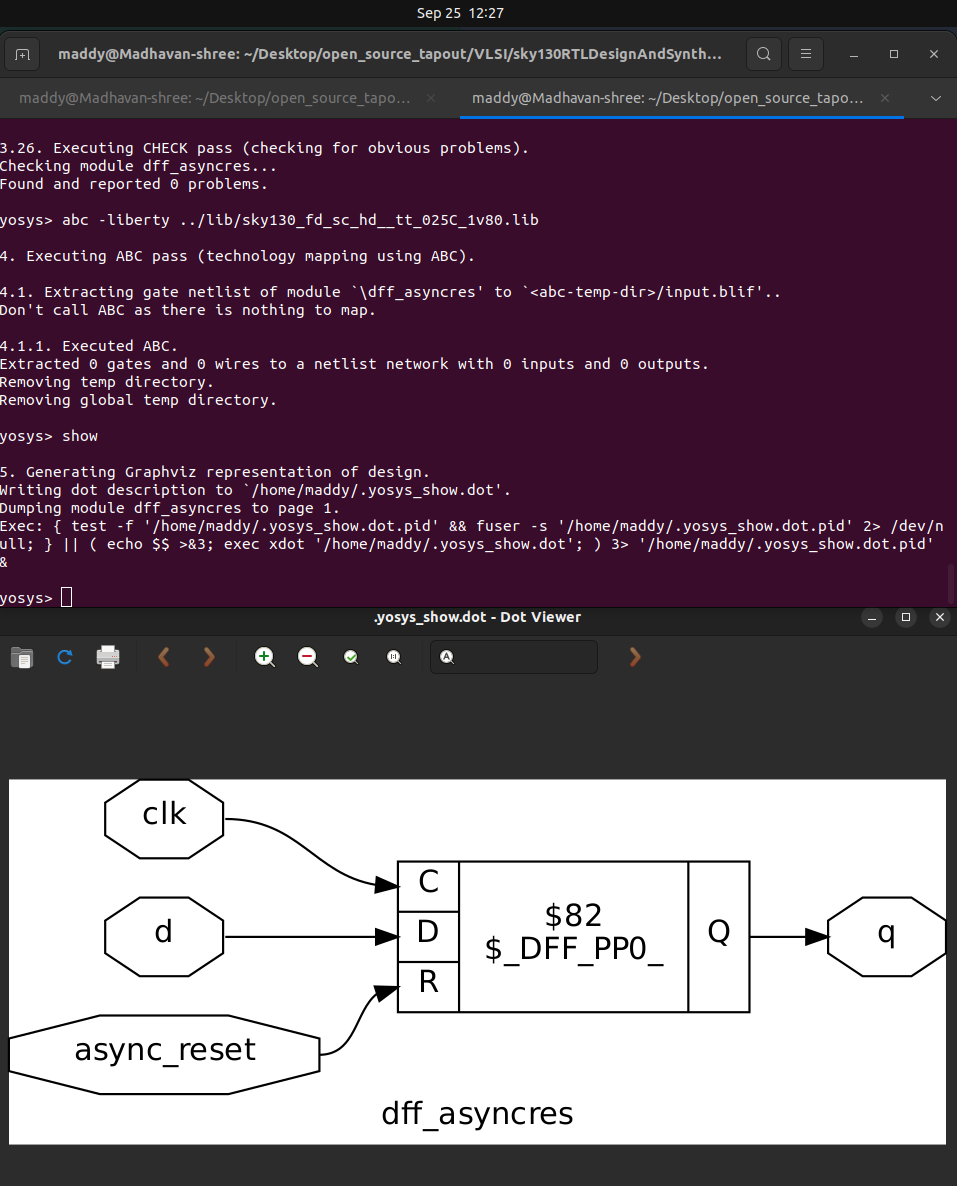 Sep 25 12:27
maddy@Madhavan-shree: ~/Desktop/open_source_tapout/VLSI/sky130RTLDesignAndSynth...
maddy@Madhavan-shree: ~/Desktop/open_source_tapo...
maddy@Madhavan-shree: ~/Desktop/open_source_tapo...
3.26. Executing CHECK pass (checking for obvious problems).
Checking module dff_asyncres...
Found and reported 0 problems.
yosys> abc -liberty ../lib/sky130_fd_sc_hd__tt_025C_1v80.lib
4. Executing ABC pass (technology mapping using ABC).
4.1. Extracting gate netlist of module `\dff_asyncres' to `<abc-temp-dir>/input.blif'..
Don't call ABC as there is nothing to map.
4.1.1. Executed ABC.
Extracted 0 gates and 0 wires to a netlist network with 0 inputs and 0 outputs.
Removing temp directory.
Removing global temp directory.
yosys> show
5. Generating Graphviz representation of design.
Writing dot description to `/home/maddy/.yosys_show.dot'.
Dumping module dff_asyncres to page 1.
Exec: { test -f '/home/maddy/.yosys_show.dot.pid' && fuser -s '/home/maddy/.yosys_show.dot.pid' 2> /dev/n
ull; } || ( echo $$ >&3; exec xdot '/home/maddy/.yosys_show.dot'; ) 3> '/home/maddy/.yosys_show.dot.pid'
&
yosys>
.yosys_show.dot - Dot Viewer
clk
d
async_reset
C
D
R
$82
$_DFF_PP0_
Q
q
dff_asyncres